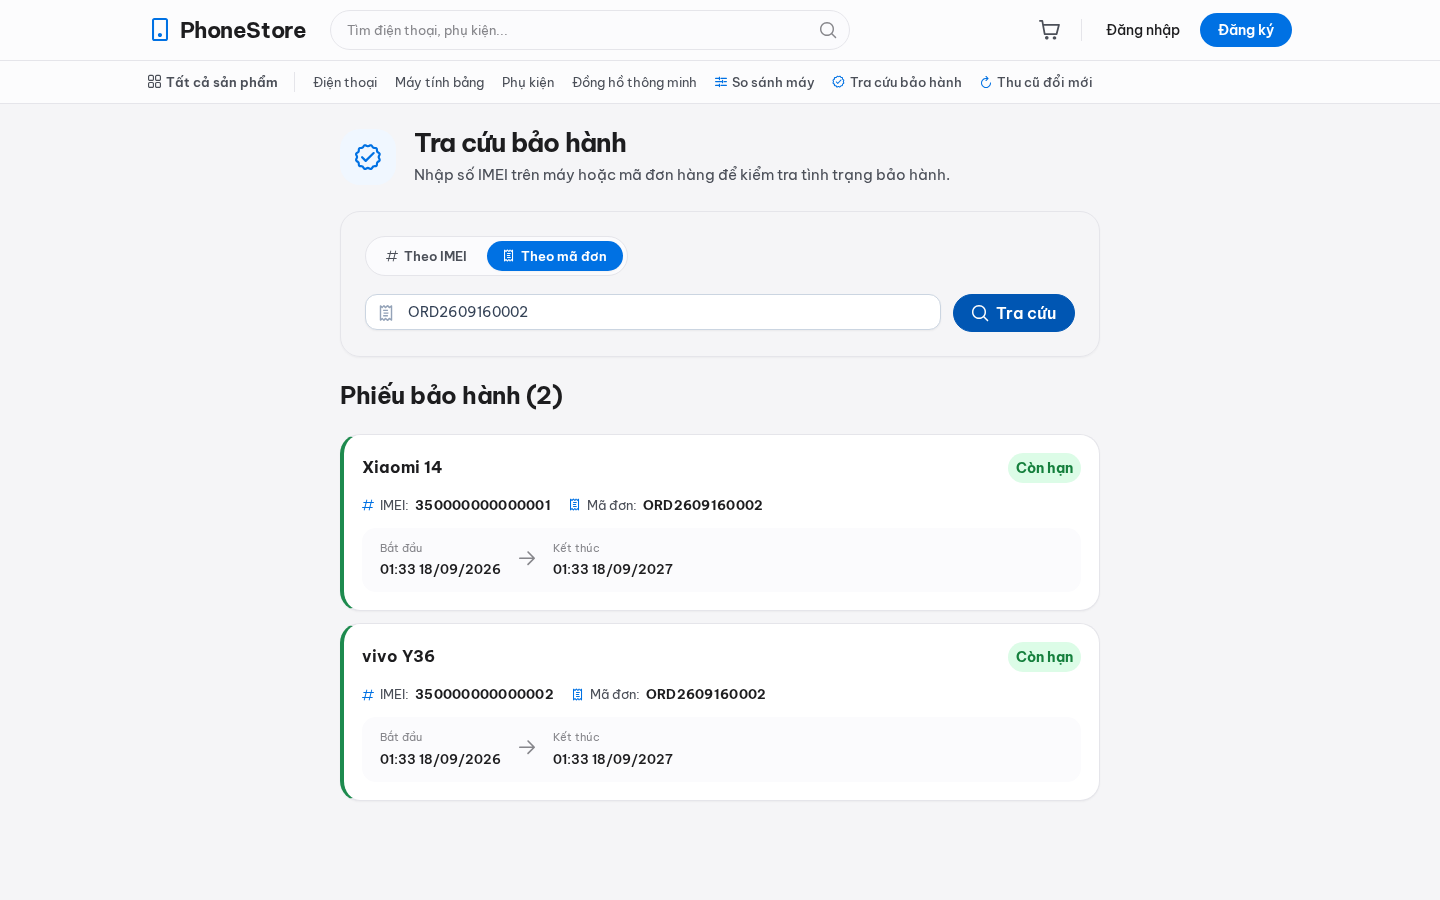 PhoneStore
Tìm điện thoại, phụ kiện...
Đăng nhập
Đăng ký
Tất cả sản phẩm
Điện thoại
Máy tính bảng
Phụ kiện
Đồng hồ thông minh
So sánh máy
Tra cứu bảo hành
Thu cũ đổi mới
Tra cứu bảo hành
Nhập số IMEI trên máy hoặc mã đơn hàng để kiểm tra tình trạng bảo hành.
Theo IMEI
Theo mã đơn
ORD2609160002
Tra cứu
Phiếu bảo hành (2)
Xiaomi 14
Còn hạn
IMEI: 350000000000001 Mã đơn: ORD2609160002
Bắt đầu
Kết thúc
01:33 18/09/2026
01:33 18/09/2027
vivo Y36
Còn hạn
IMEI: 350000000000002 Mã đơn: ORD2609160002
Bắt đầu
Kết thúc
01:33 18/09/2026
01:33 18/09/2027